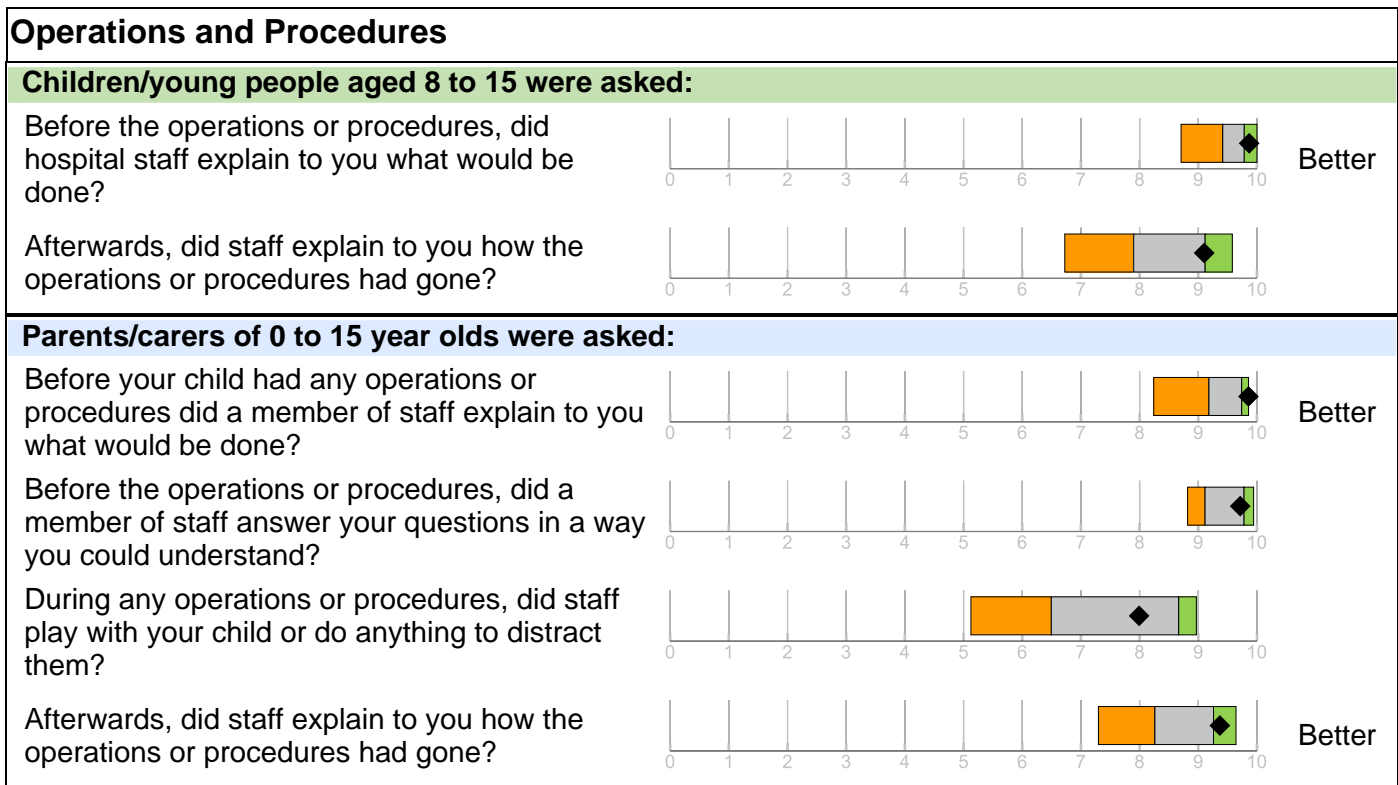 Operations and Procedures
Children/young people aged 8 to 15 were asked:
Before the operations or procedures, did
hospital staff explain to you what would be
done?
0 1 2 3 4 5 6 7 8 9 10
Better
Afterwards, did staff explain to you how the
operations or procedures had gone?
0 1 2 3 4 5 6 7 8 9 10
Parents/carers of 0 to 15 year olds were asked:
Before your child had any operations or
procedures did a member of staff explain to you
what would be done?
0 1 2 3 4 5 6 7 8 9 10
Better
Before the operations or procedures, did a
member of staff answer your questions in a way
you could understand?
0 1 2 3 4 5 6 7 8 9 10
During any operations or procedures, did staff
play with your child or do anything to distract
them?
0 1 2 3 4 5 6 7 8 9 10
Afterwards, did staff explain to you how the
operations or procedures had gone?
0 1 2 3 4 5 6 7 8 9 10
Better